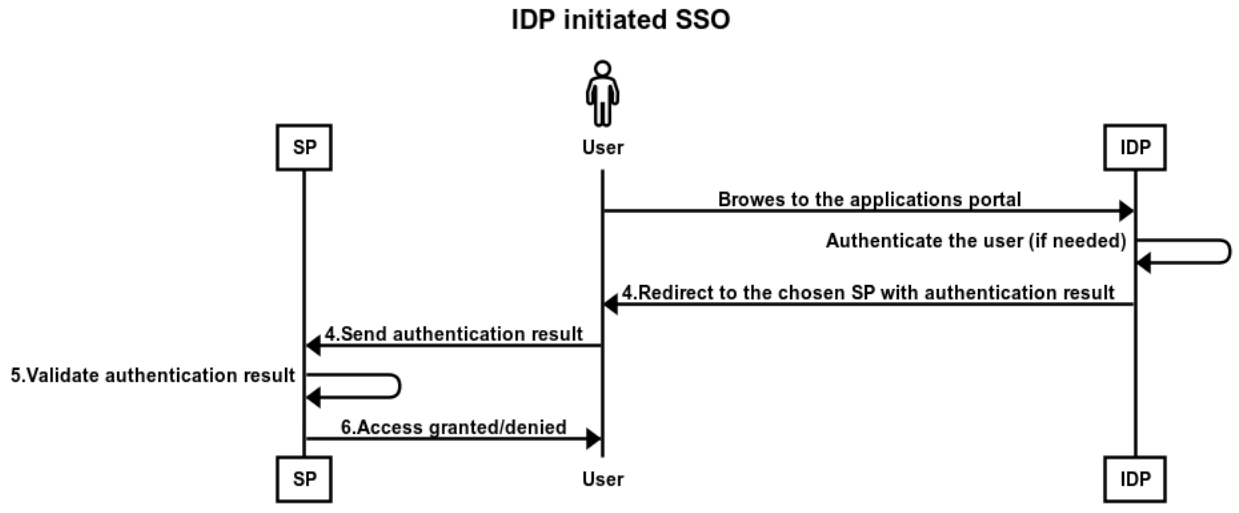 IDP initiated SSO
SP
User
IDP
Browes to the applications portal
Authenticate the user (if needed)
4.Redirect to the chosen SP with authentication result
4.Send authentication result
5.Validate authentication result
6.Access granted/denied
SP
User
IDP